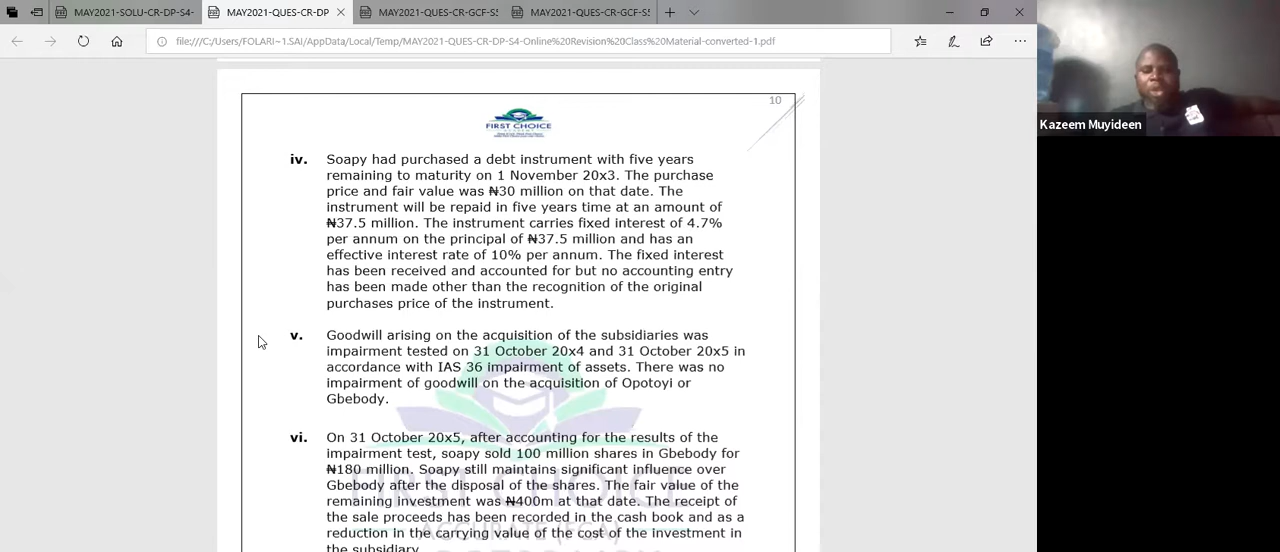 MAY2021-SOLU-CR-DP-S4-
MAY2021-QUES-CR-DP
MAY2021-QUES-CR-GCF-S
MAY2021-QUES-CR-GCF-S
file:///C:/Users/FOLARI~1.SAI/AppData/Local/Temp/MAY2021-QUES-CR-DP-S4-Online%20Revision%20Class%20Material-converted-1.pdf
Kazeem Muyideen
10
FIRST CHOICE
iv. Soapy had purchased a debt instrument with five years
remaining to maturity on 1 November 20x3. The purchase
price and fair value was ₦30 million on that date. The
instrument will be repaid in five years time at an amount of
₦37.5 million. The instrument carries fixed interest of 4.7%
per annum on the principal of ₦37.5 million and has an
effective interest rate of 10% per annum. The fixed interest
has been received and accounted for but no accounting entry
has been made other than the recognition of the original
purchases price of the instrument.
v. Goodwill arising on the acquisition of the subsidiaries was
impairment tested on 31 October 20x4 and 31 October 20x5 in
accordance with IAS 36 impairment of assets. There was no
impairment of goodwill on the acquisition of Opotoyi or
Gbebody.
vi. On 31 October 20x5, after accounting for the results of the
impairment test, soapy sold 100 million shares in Gbebody for
₦180 million. Soapy still maintains significant influence over
Gbebody after the disposal of the shares. The fair value of the
remaining investment was ₦400m at that date. The receipt of
the sale proceeds has been recorded in the cash book and as a
reduction in the carrying value of the cost of the investment in
the subsidiary.